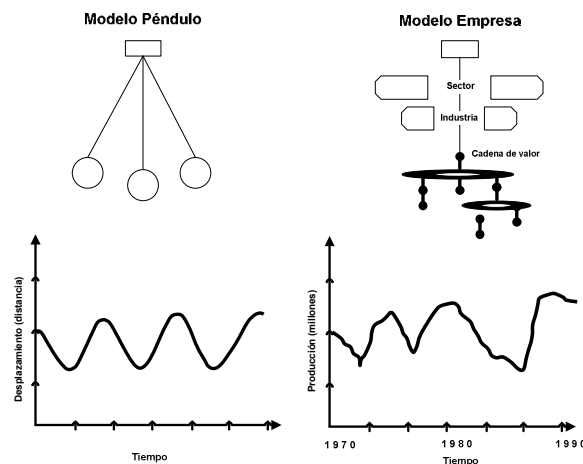 Modelo Péndulo
Modelo Empresa
Sector
Industria
Cadena de valor
Desplazamiento (distancia)
Tiempo
Producción (millones)
1970 1980 1990
Tiempo